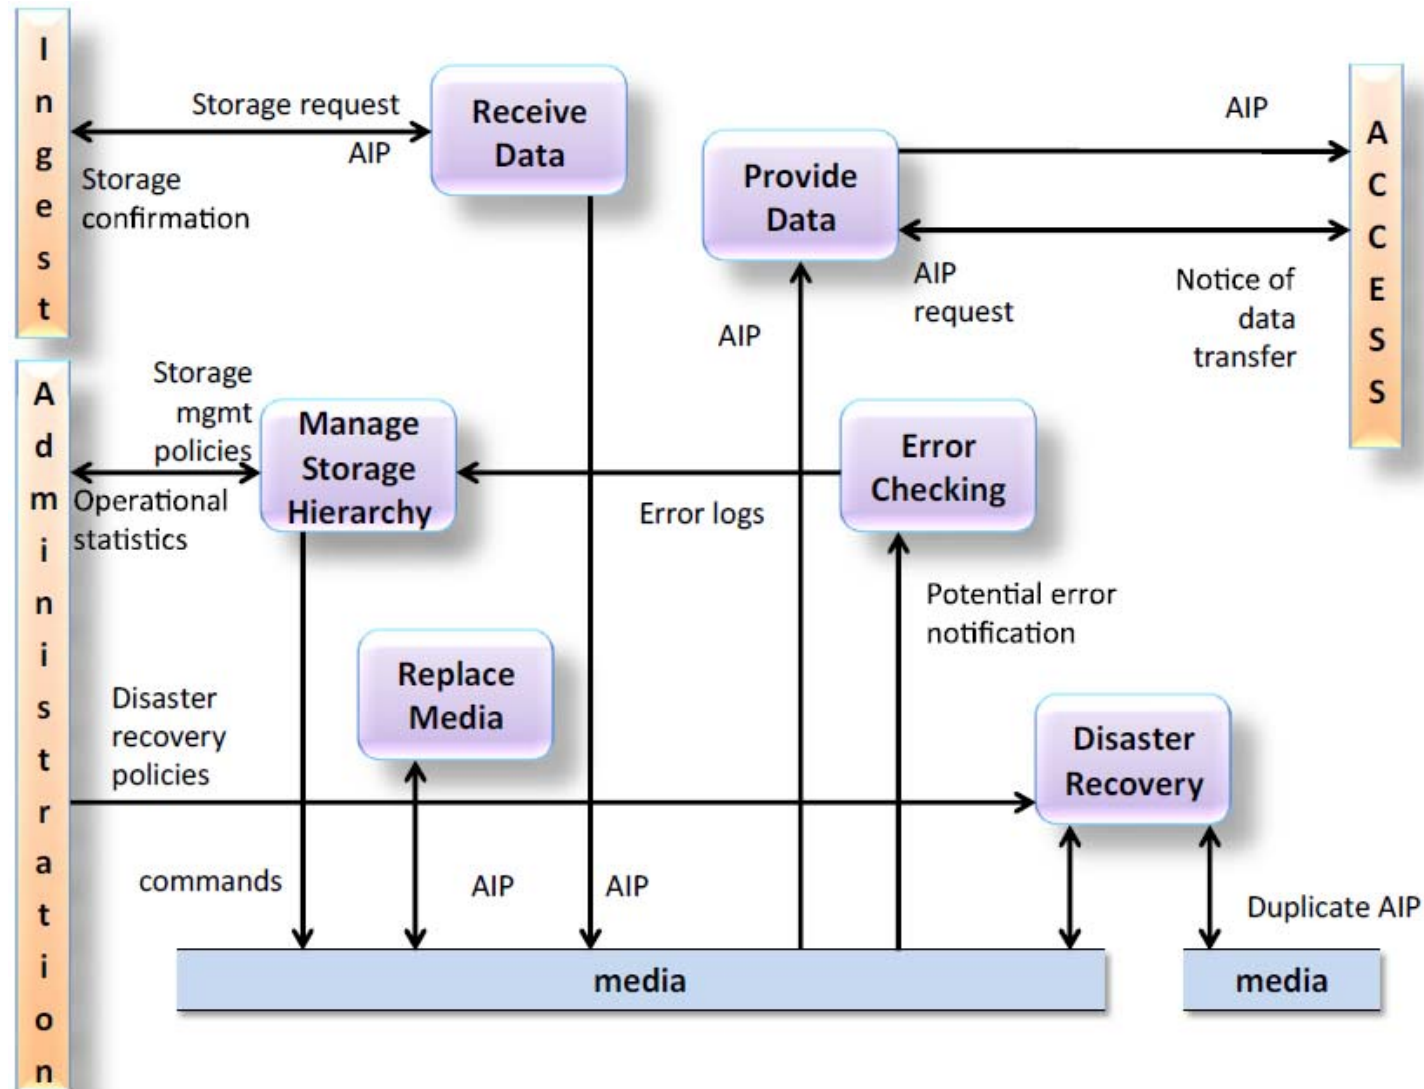 Ingest
Storage request
AIP
Storage
confirmation
Receive
Data
Provide
Data
AIP
ACCESS
AIP
request
Notice of
data
transfer
AIP
Administration
Storage
mgmt
policies
Operational
statistics
Manage
Storage
Hierarchy
Error logs
Error
Checking
Potential error
notification
Replace
Media
Disaster
recovery
policies
Disaster
Recovery
commands
AIP
AIP
Duplicate AIP
media
media